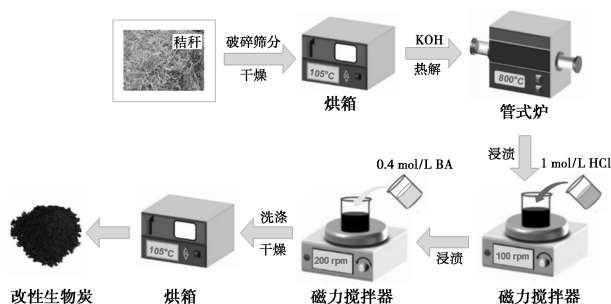 秸秆
破碎筛分
干燥
105°C
烘箱
KOH
热解
800°C
管式炉
浸渍
1 mol/L HCl
100 rpm
磁力搅拌器
浸渍
0.4 mol/L BA
200 rpm
磁力搅拌器
洗涤
干燥
105°C
烘箱
改性生物炭